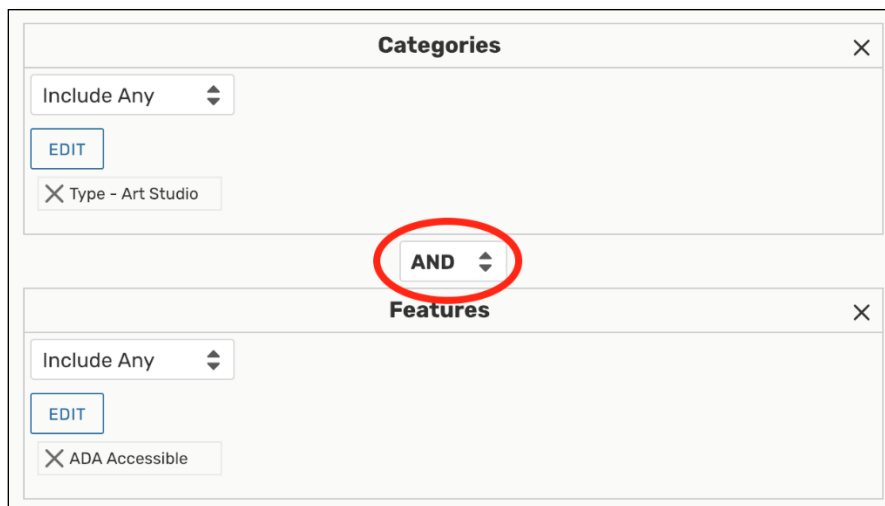 Categories
Include Any
EDIT
Type - Art Studio
AND
Features
Include Any
EDIT
ADA Accessible